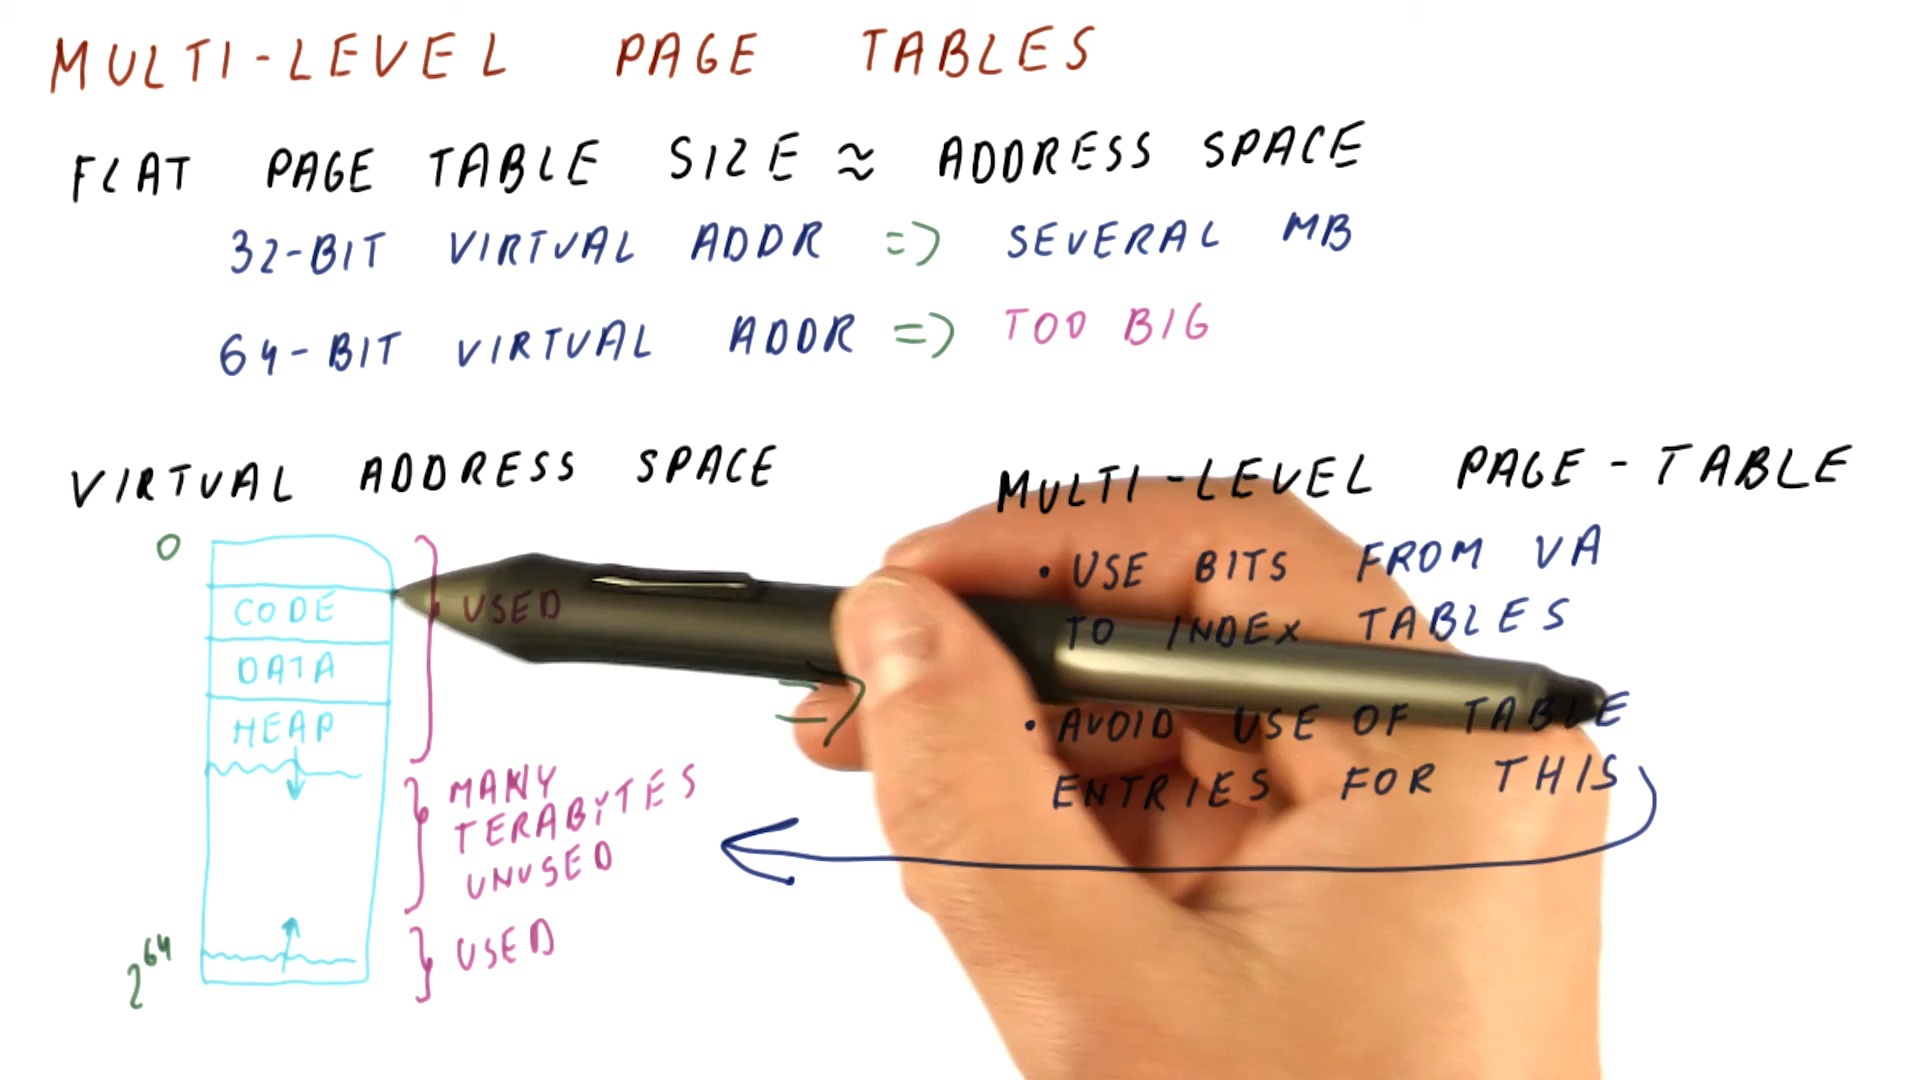 MULTI-LEVEL PAGE TABLES
FLAT PAGE TABLE SIZE ≈ ADDRESS SPACE
32-BIT VIRTUAL ADDR => SEVERAL MB
64-BIT VIRTUAL ADDR => TOO BIG
VIRTUAL ADDRESS SPACE
0
CODE
DATA
HEAP
2^64
USED
MANY
TERABYTES
UNUSED
USED
=>
MULTI-LEVEL PAGE-TABLE
• USE BITS FROM VA
TO INDEX TABLES
• AVOID USE OF TABLE
ENTRIES FOR THIS